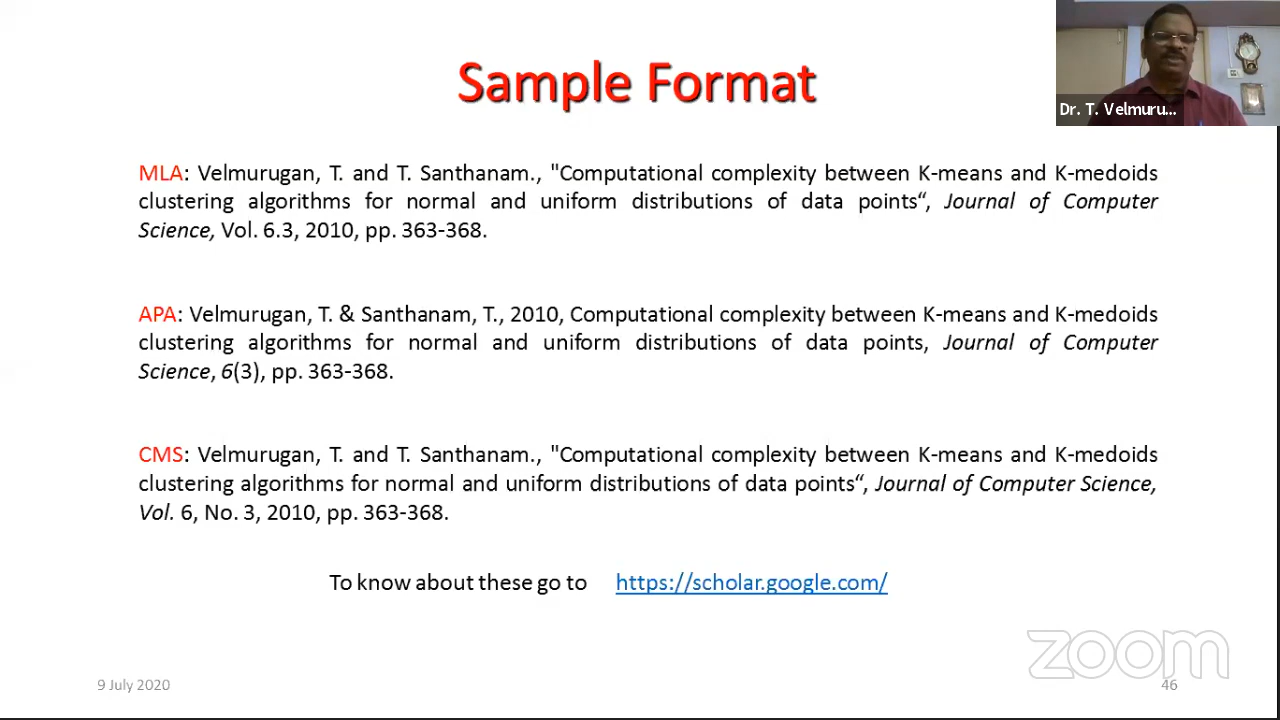 Sample Format
Dr. T. Velmuru...
MLA: Velmurugan, T. and T. Santhanam., "Computational complexity between K-means and K-medoids
clustering algorithms for normal and uniform distributions of data points“, Journal of Computer
Science, Vol. 6.3, 2010, pp. 363-368.
APA: Velmurugan, T. & Santhanam, T., 2010, Computational complexity between K-means and K-medoids
clustering algorithms for normal and uniform distributions of data points, Journal of Computer
Science, 6(3), pp. 363-368.
CMS: Velmurugan, T. and T. Santhanam., "Computational complexity between K-means and K-medoids
clustering algorithms for normal and uniform distributions of data points“, Journal of Computer Science,
Vol. 6, No. 3, 2010, pp. 363-368.
To know about these go to https://scholar.google.com/
zoom
9 July 2020 46